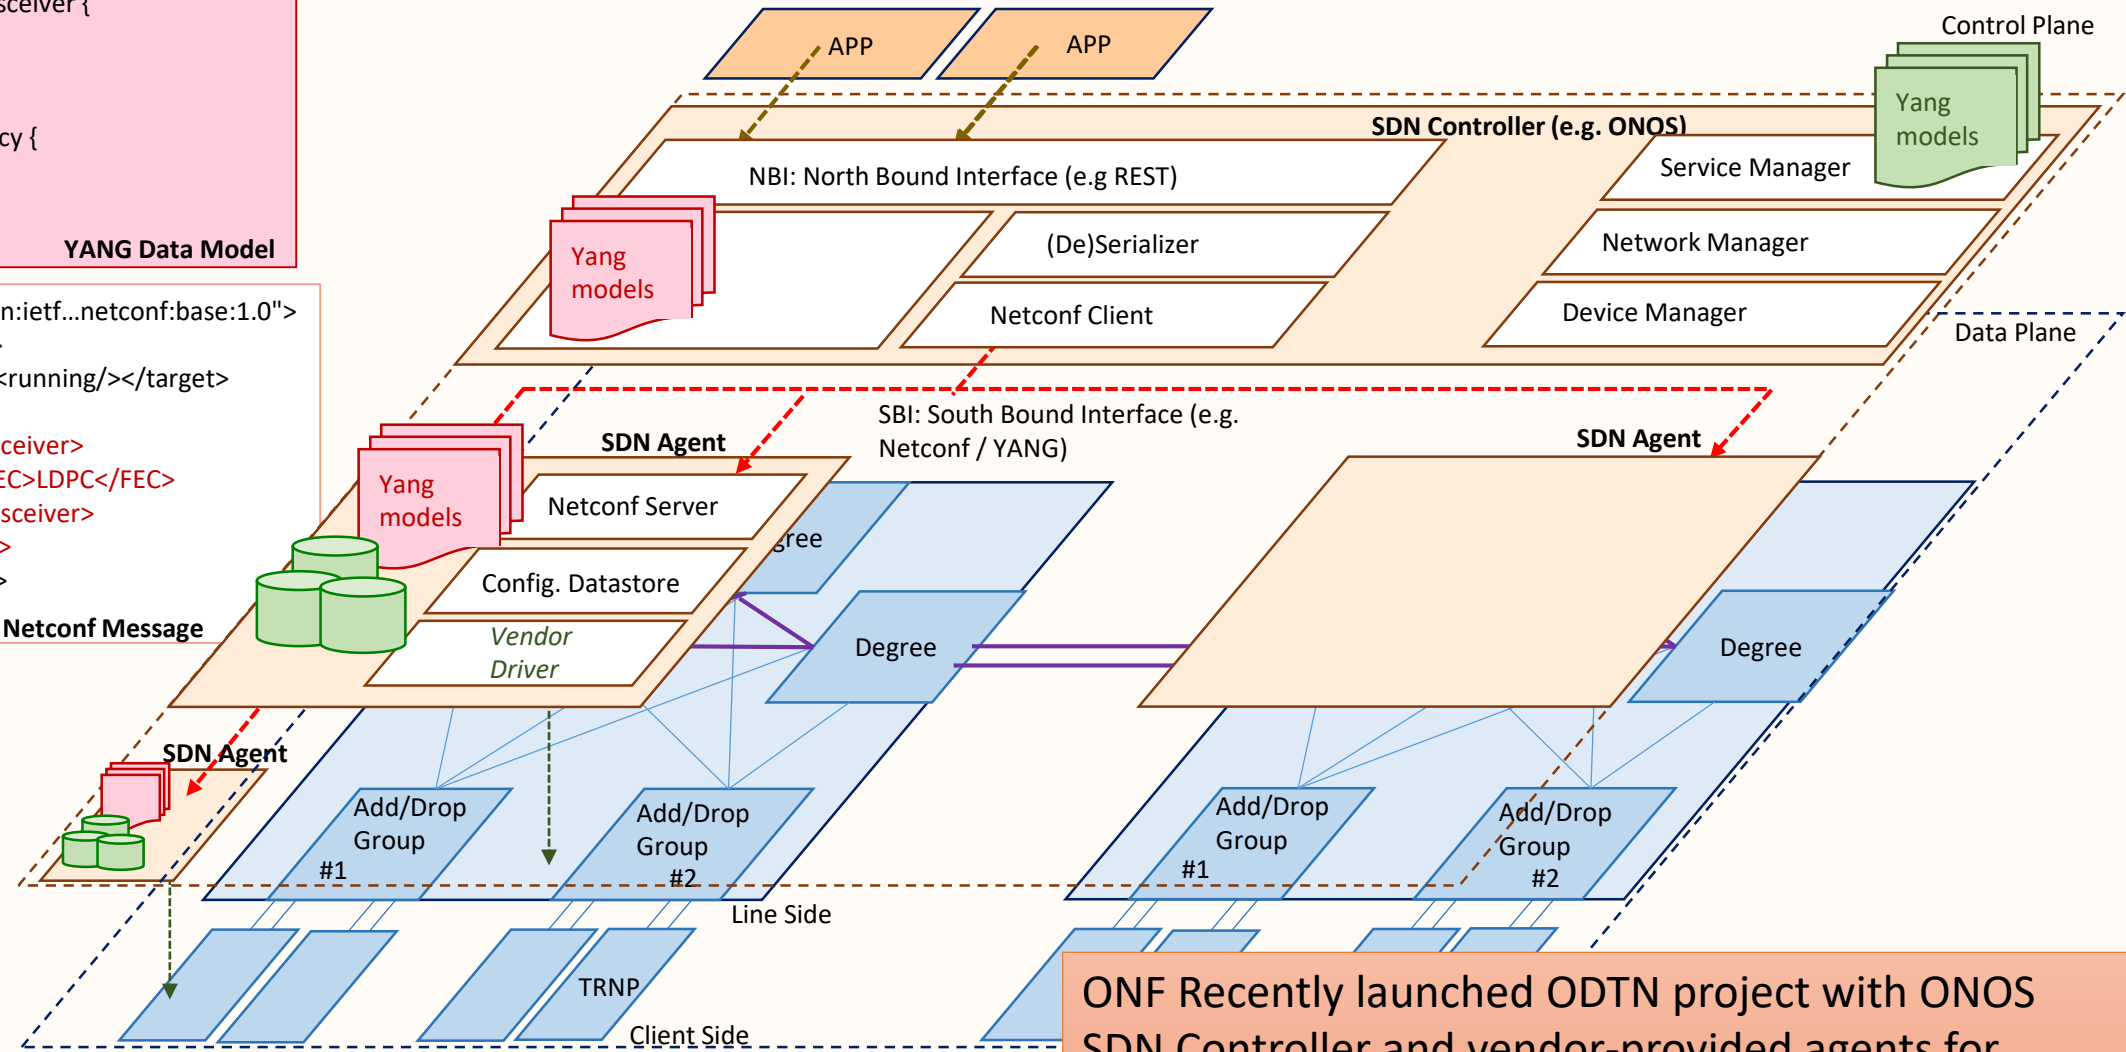 sceiver {
cy {
YANG Data Model
n:ietf...netconf:base:1.0">
>
<running/></target>
ceiver>
EC>LDPC</FEC>
sceiver>
>
>
Netconf Message
APP
APP
Control Plane
Yang
models
SDN Controller (e.g. ONOS)
NBI: North Bound Interface (e.g REST)
Service Manager
Yang
models
(De)Serializer
Network Manager
Netconf Client
Device Manager
Data Plane
SBI: South Bound Interface (e.g.
Netconf / YANG)
SDN Agent
SDN Agent
Yang
models
Netconf Server
gree
Config. Datastore
Vendor
Driver
Degree
Degree
SDN Agent
Add/Drop
Group
#1
Add/Drop
Group
#2
Add/Drop
Group
#1
Add/Drop
Group
#2
Line Side
TRNP
Client Side
ONF Recently launched ODTN project with ONOS
SDN Controller and vendor-provided agents for